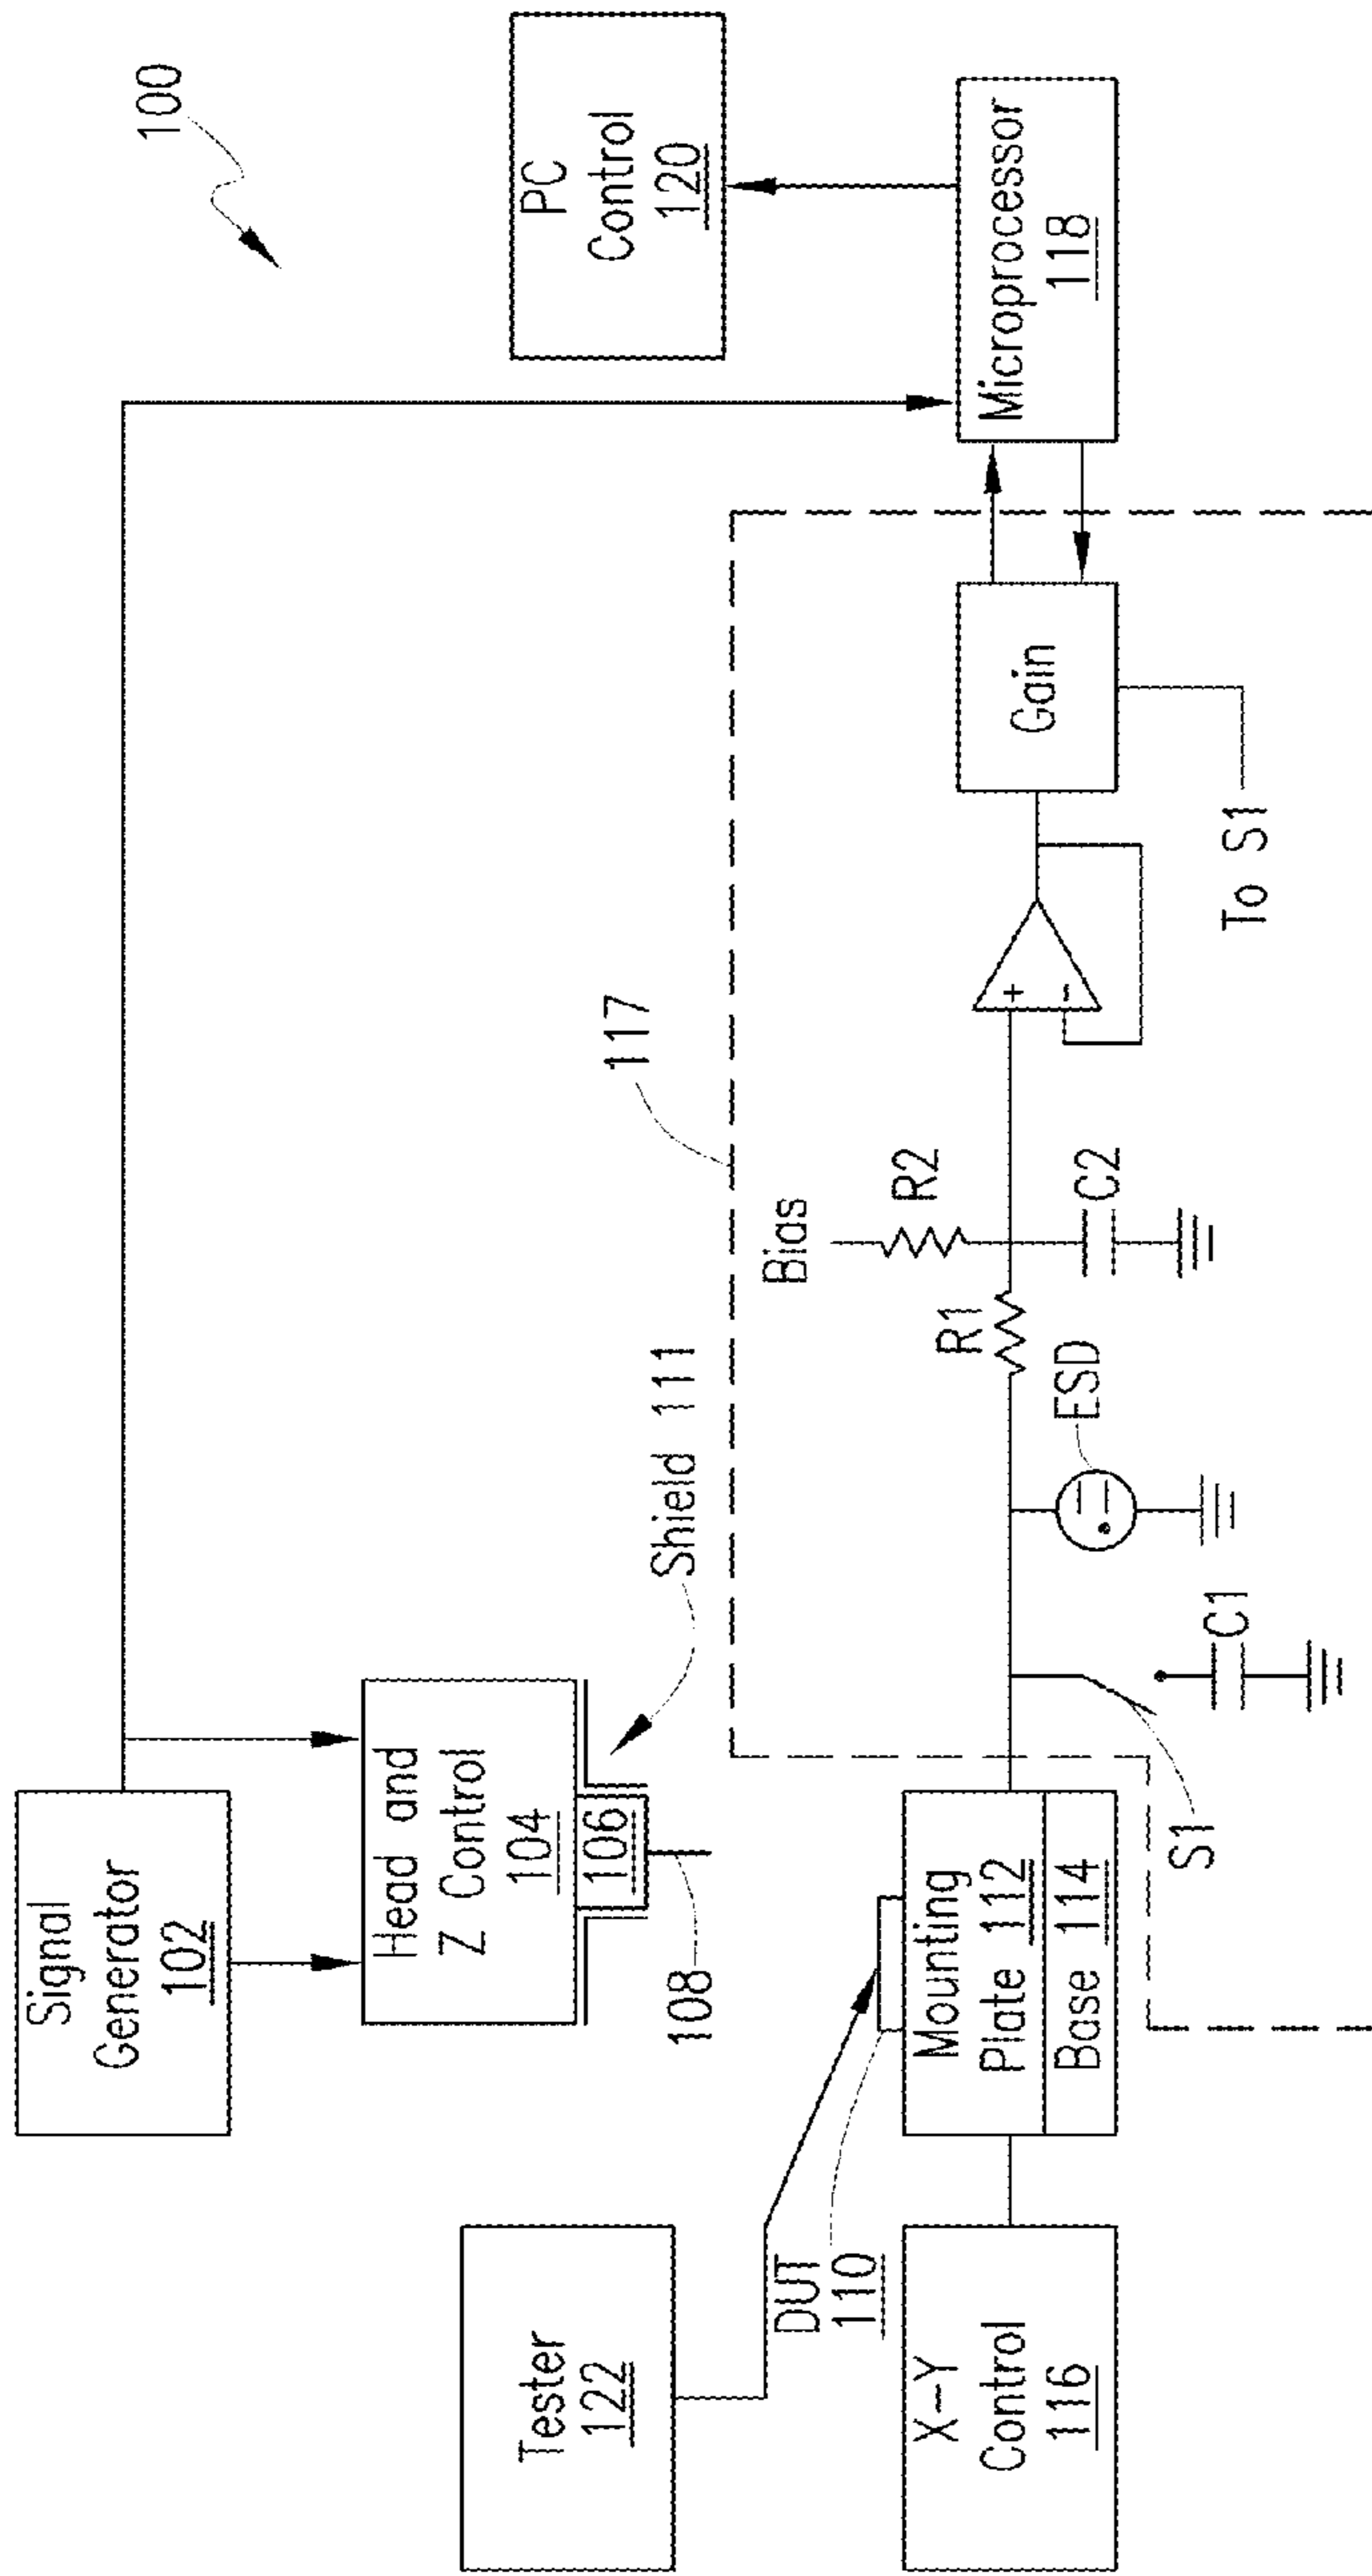 100
Signal
Generator
102
PC
Control
120
Head and
Z Control
104
106
108
Shield 111
Microprocessor
118
117
Tester
122
DUT
110
Bias
R2
R1
C2
ESD
+
-
Gain
To S1
X-Y
Control
116
Mounting
Plate 112
Base 114
S1
C1